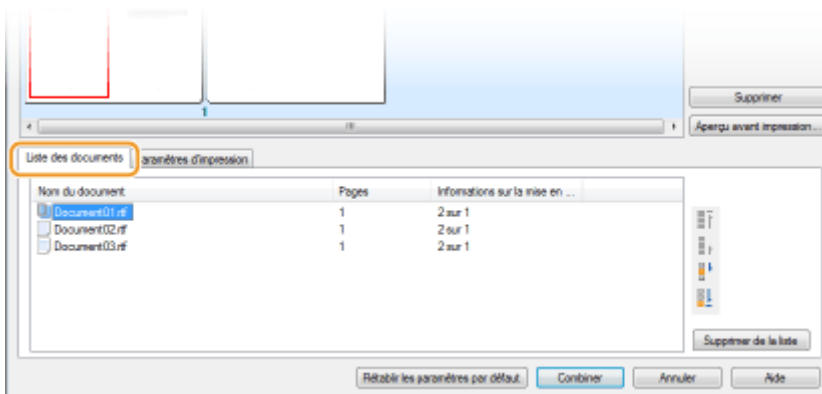 Supprimer
1
Aperçu avant impression...
Liste des documents
aramètres d'impression
Nom du document Pages Informations sur la mise en ...
Document01.rtf 1 2 sur 1
Document02.rtf 1 2 sur 1
Document03.rtf 1 2 sur 1
Supprimer de la liste
Rétablir les paramètres par défaut Combiner Annuler Aide